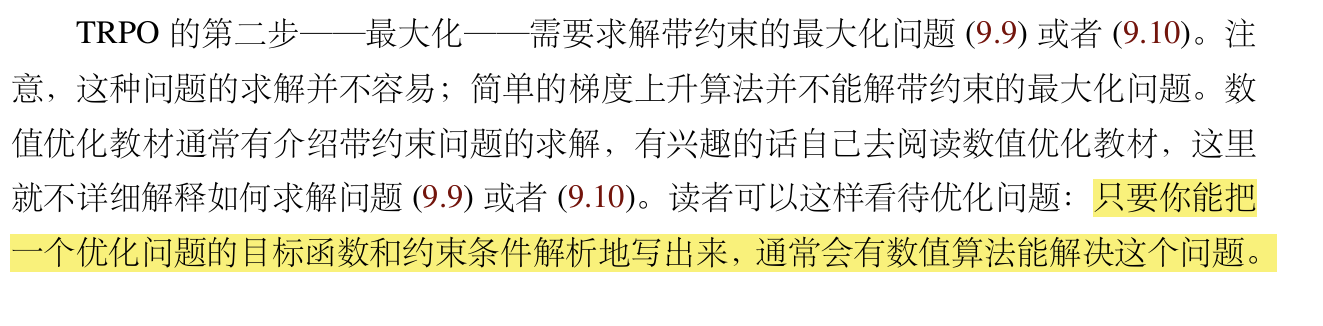 TRPO 的第二步——最大化——需要求解带约束的最大化问题 (9.9) 或者 (9.10)。注
意，这种问题的求解并不容易；简单的梯度上升算法并不能解带约束的最大化问题。数
值优化教材通常有介绍带约束问题的求解，有兴趣的话自己去阅读数值优化教材，这里
就不详细解释如何求解问题 (9.9) 或者 (9.10)。读者可以这样看待优化问题：只要你能把
一个优化问题的目标函数和约束条件解析地写出来，通常会有数值算法能解决这个问题。